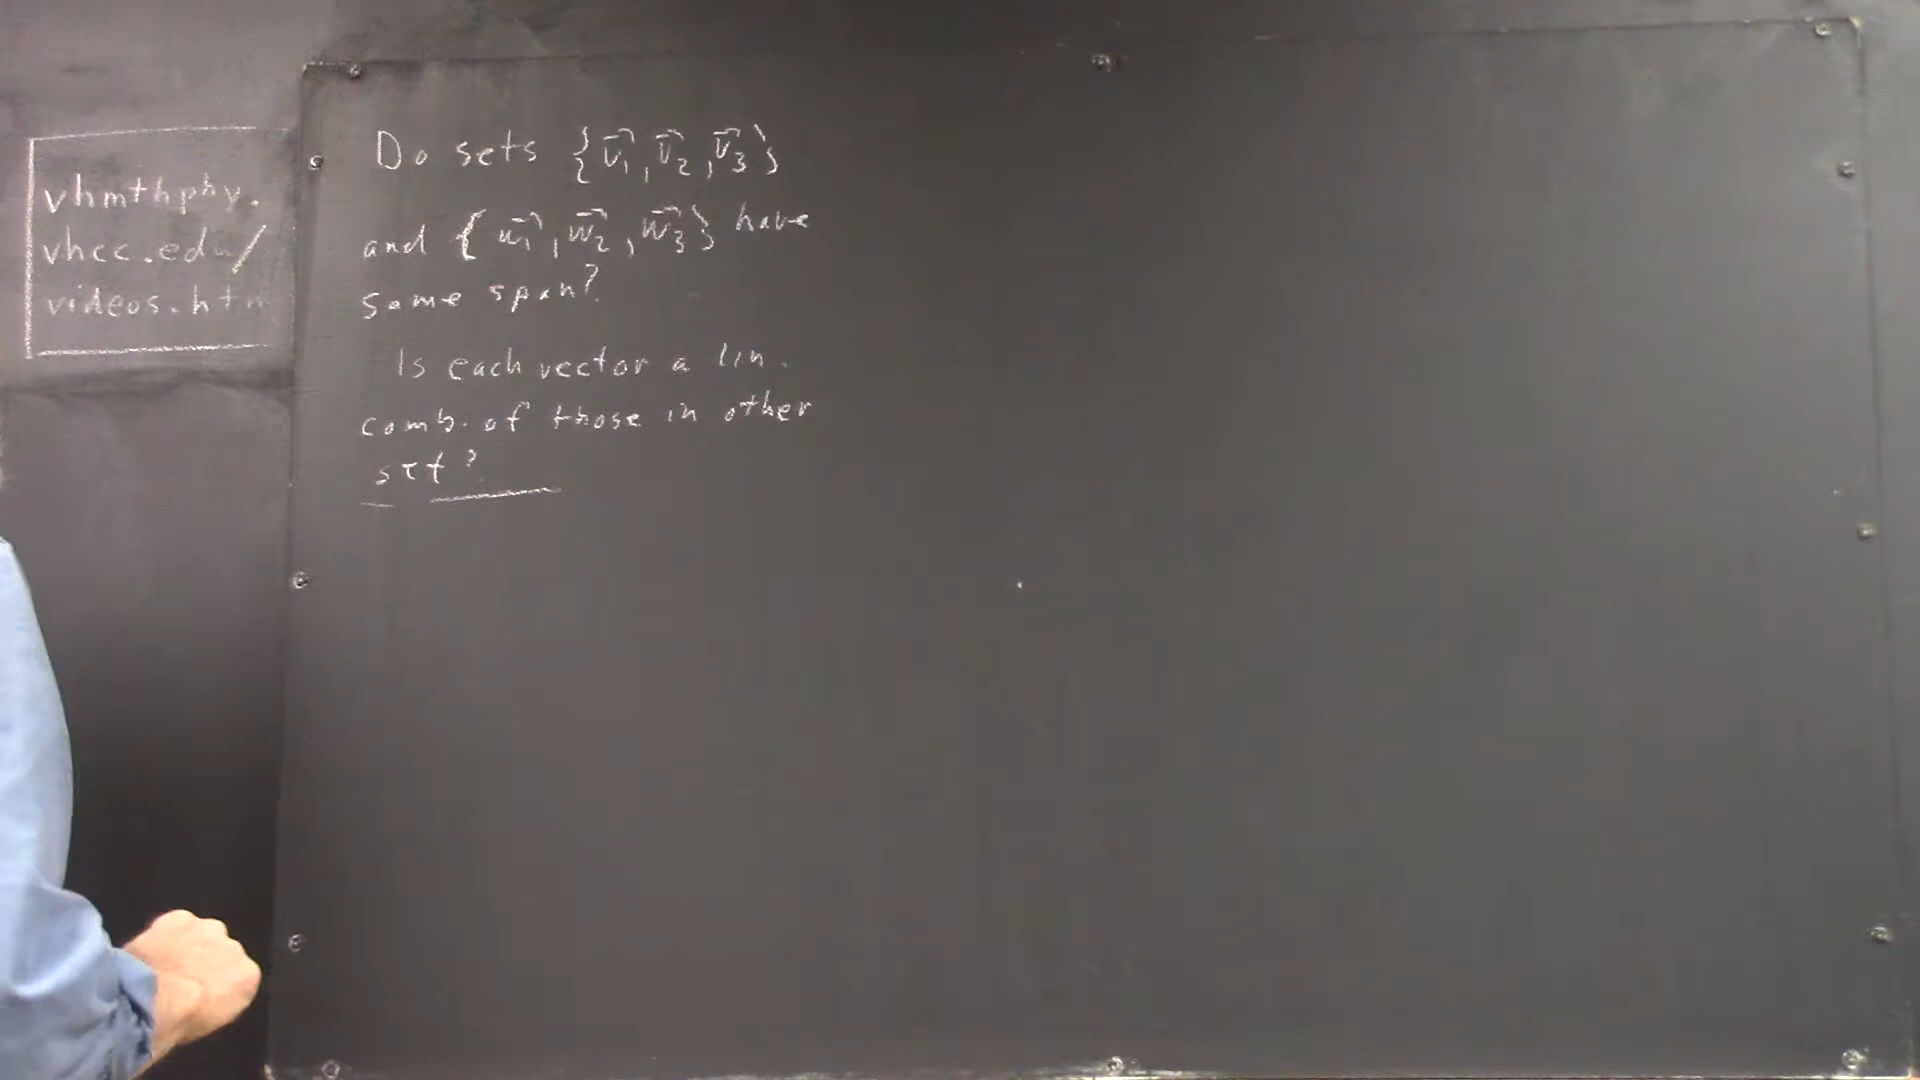 vhmthphy.
vhcc.edu/
videos.htm
Do sets {v⃗₁, v⃗₂, v⃗₃}
and {w⃗₁, w⃗₂, w⃗₃} have
same span?
Is each vector a lin.
comb. of those in other
set?